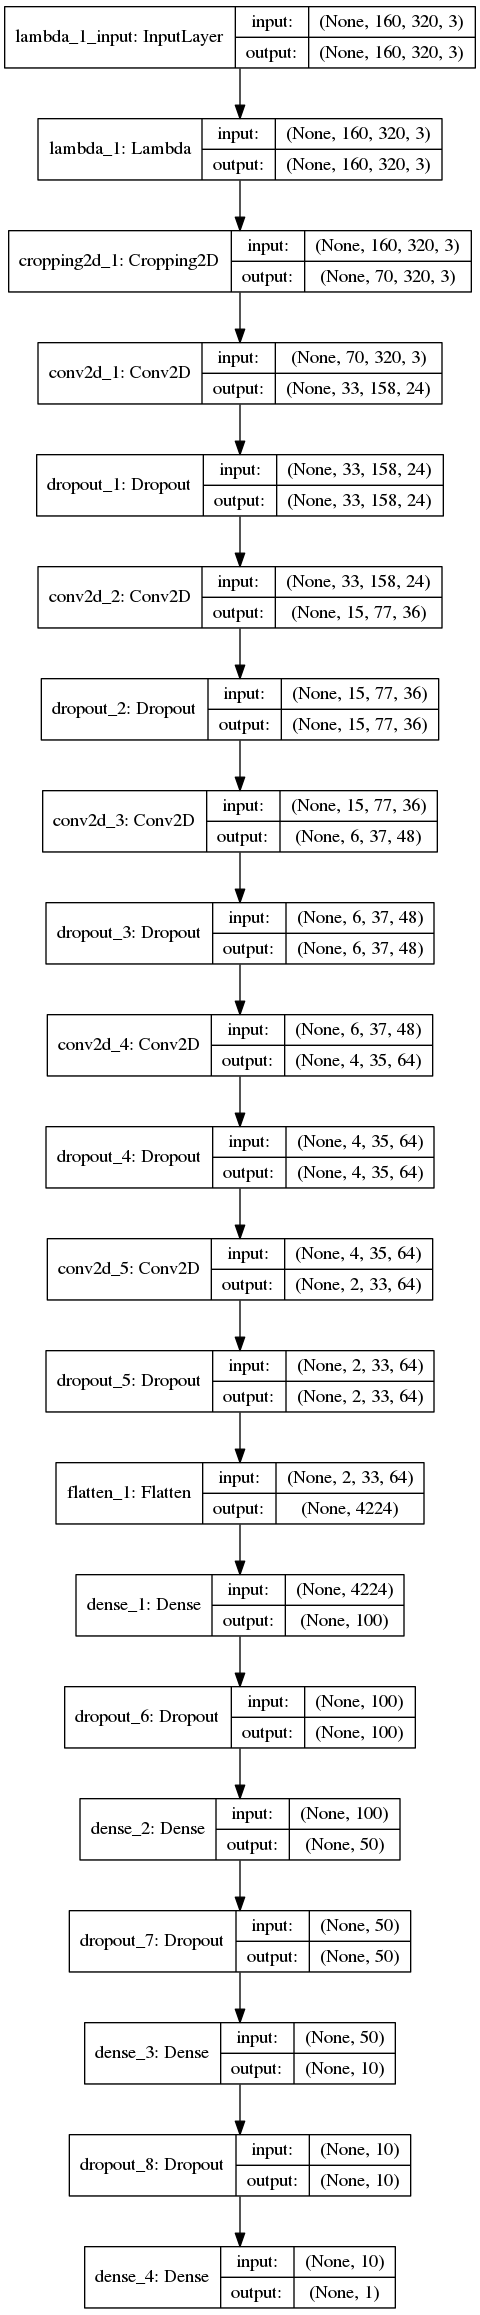 lambda_1_input: InputLayer
input: (None, 160, 320, 3)
output: (None, 160, 320, 3)
lambda_1: Lambda
input: (None, 160, 320, 3)
output: (None, 160, 320, 3)
cropping2d_1: Cropping2D
input: (None, 160, 320, 3)
output: (None, 70, 320, 3)
conv2d_1: Conv2D
input: (None, 70, 320, 3)
output: (None, 33, 158, 24)
dropout_1: Dropout
input: (None, 33, 158, 24)
output: (None, 33, 158, 24)
conv2d_2: Conv2D
input: (None, 33, 158, 24)
output: (None, 15, 77, 36)
dropout_2: Dropout
input: (None, 15, 77, 36)
output: (None, 15, 77, 36)
conv2d_3: Conv2D
input: (None, 15, 77, 36)
output: (None, 6, 37, 48)
dropout_3: Dropout
input: (None, 6, 37, 48)
output: (None, 6, 37, 48)
conv2d_4: Conv2D
input: (None, 6, 37, 48)
output: (None, 4, 35, 64)
dropout_4: Dropout
input: (None, 4, 35, 64)
output: (None, 4, 35, 64)
conv2d_5: Conv2D
input: (None, 4, 35, 64)
output: (None, 2, 33, 64)
dropout_5: Dropout
input: (None, 2, 33, 64)
output: (None, 2, 33, 64)
flatten_1: Flatten
input: (None, 2, 33, 64)
output: (None, 4224)
dense_1: Dense
input: (None, 4224)
output: (None, 100)
dropout_6: Dropout
input: (None, 100)
output: (None, 100)
dense_2: Dense
input: (None, 100)
output: (None, 50)
dropout_7: Dropout
input: (None, 50)
output: (None, 50)
dense_3: Dense
input: (None, 50)
output: (None, 10)
dropout_8: Dropout
input: (None, 10)
output: (None, 10)
dense_4: Dense
input: (None, 10)
output: (None, 1)